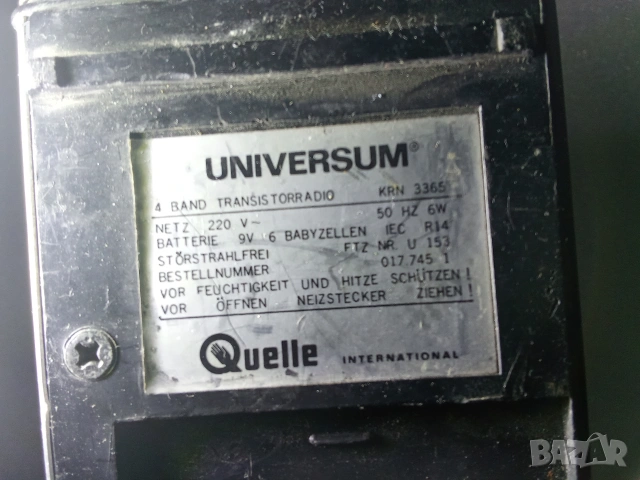 UNIVERSUM®
4 BAND TRANSISTORRADIO KRN 3365
NETZ 220 V~ 50 HZ 6W
BATTERIE 9V 6 BABYZELLEN IEC R14
STÖRSTRAHLFREI FTZ NR. U 153
BESTELLNUMMER 017.745 1
VOR FEUCHTIGKEIT UND HITZE SCHÜTZEN!
VOR ÖFFNEN NEIZSTECKER ZIEHEN!
Quelle INTERNATIONAL
BAZAR